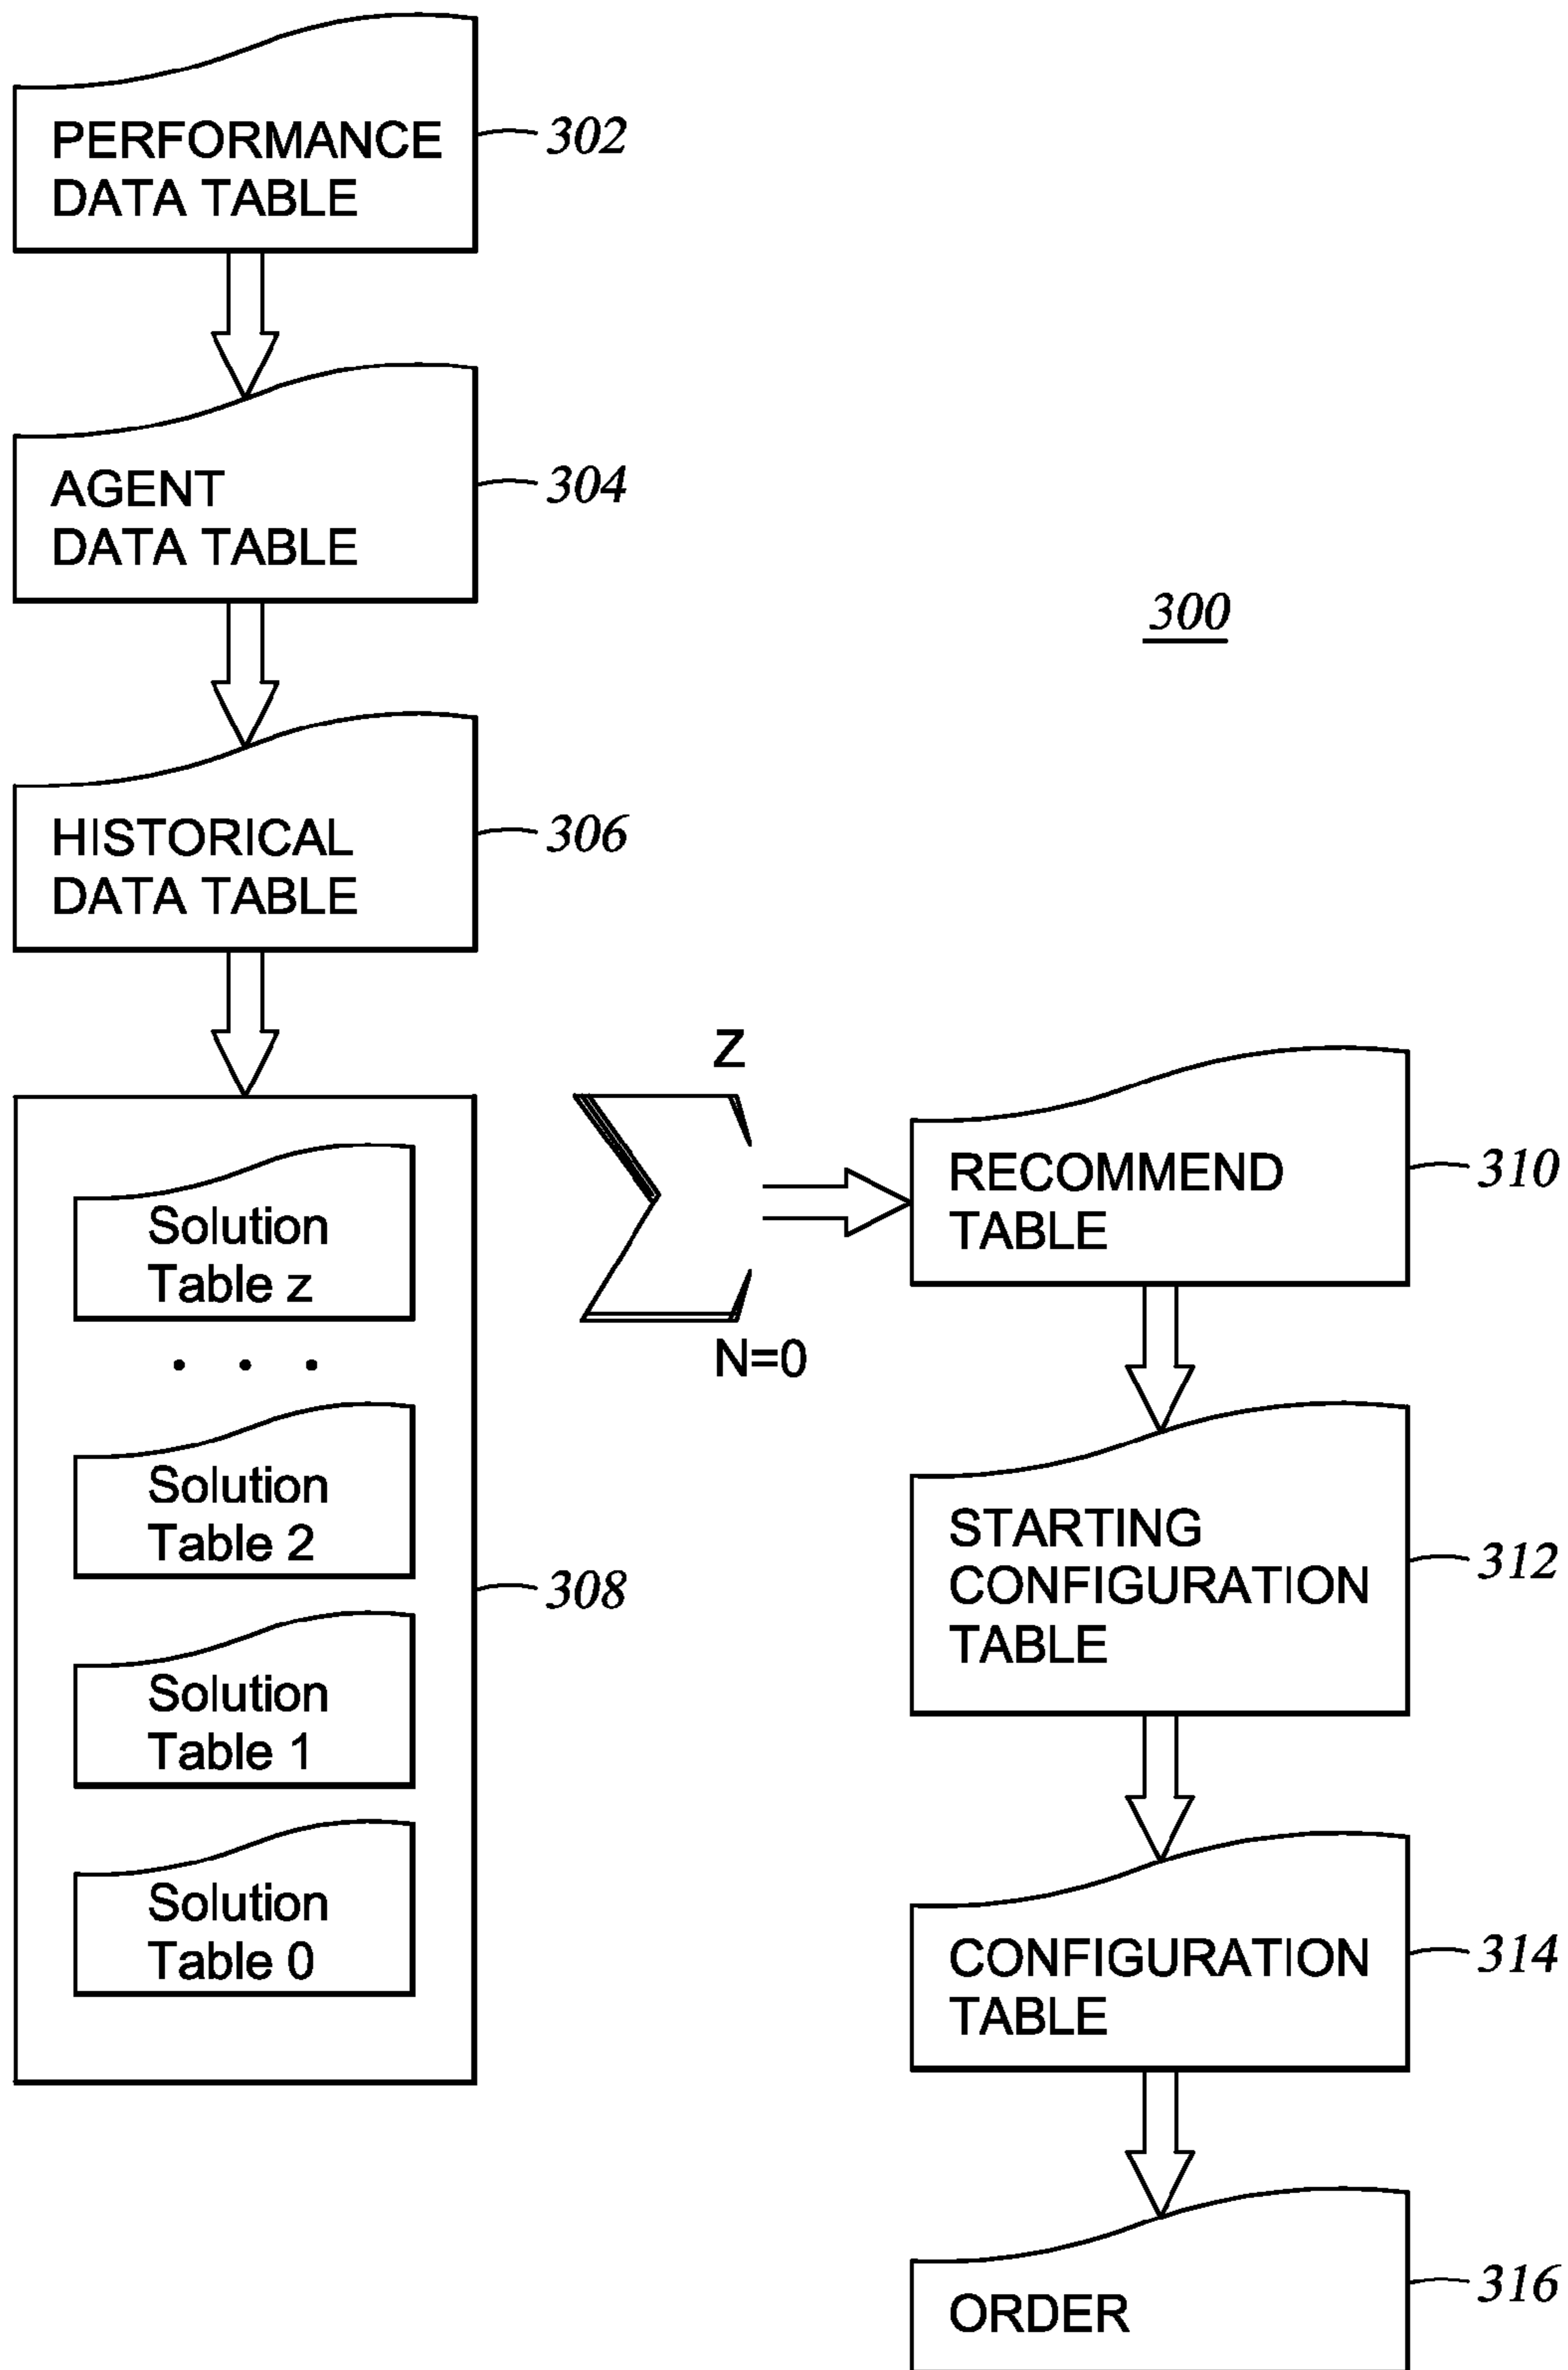 PERFORMANCE
DATA TABLE
302
AGENT
DATA TABLE
304
300
HISTORICAL
DATA TABLE
306
Solution
Table z
. . .
Solution
Table 2
Solution
Table 1
Solution
Table 0
308
Z
Σ
N=0
RECOMMEND
TABLE
310
STARTING
CONFIGURATION
TABLE
312
CONFIGURATION
TABLE
314
ORDER
316